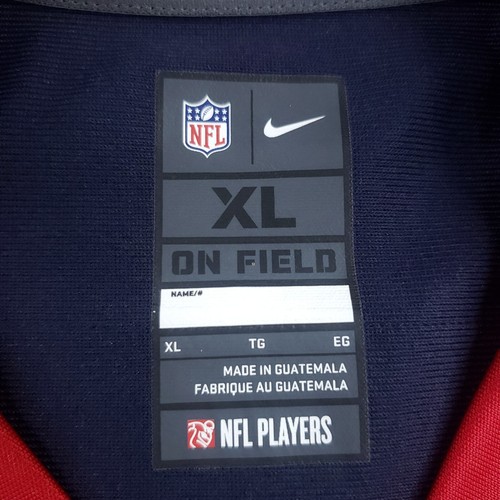 NFL
XL
ON FIELD
NAME/#
XL TG EG
MADE IN GUATEMALA
FABRIQUE AU GUATEMALA
NFL PLAYERS